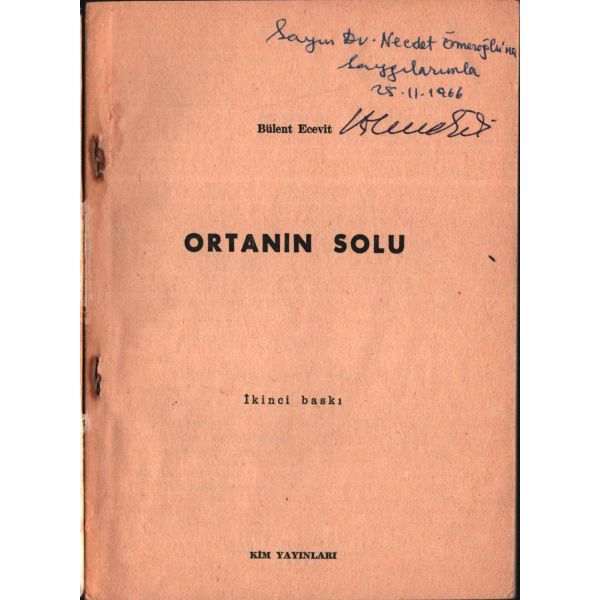 Sayın Dr. Necdet Ömeroğlu'na
Saygılarımla
25-11-1966
Bülent Ecevit
ORTANIN SOLU
İkinci baskı
KİM YAYINLARI